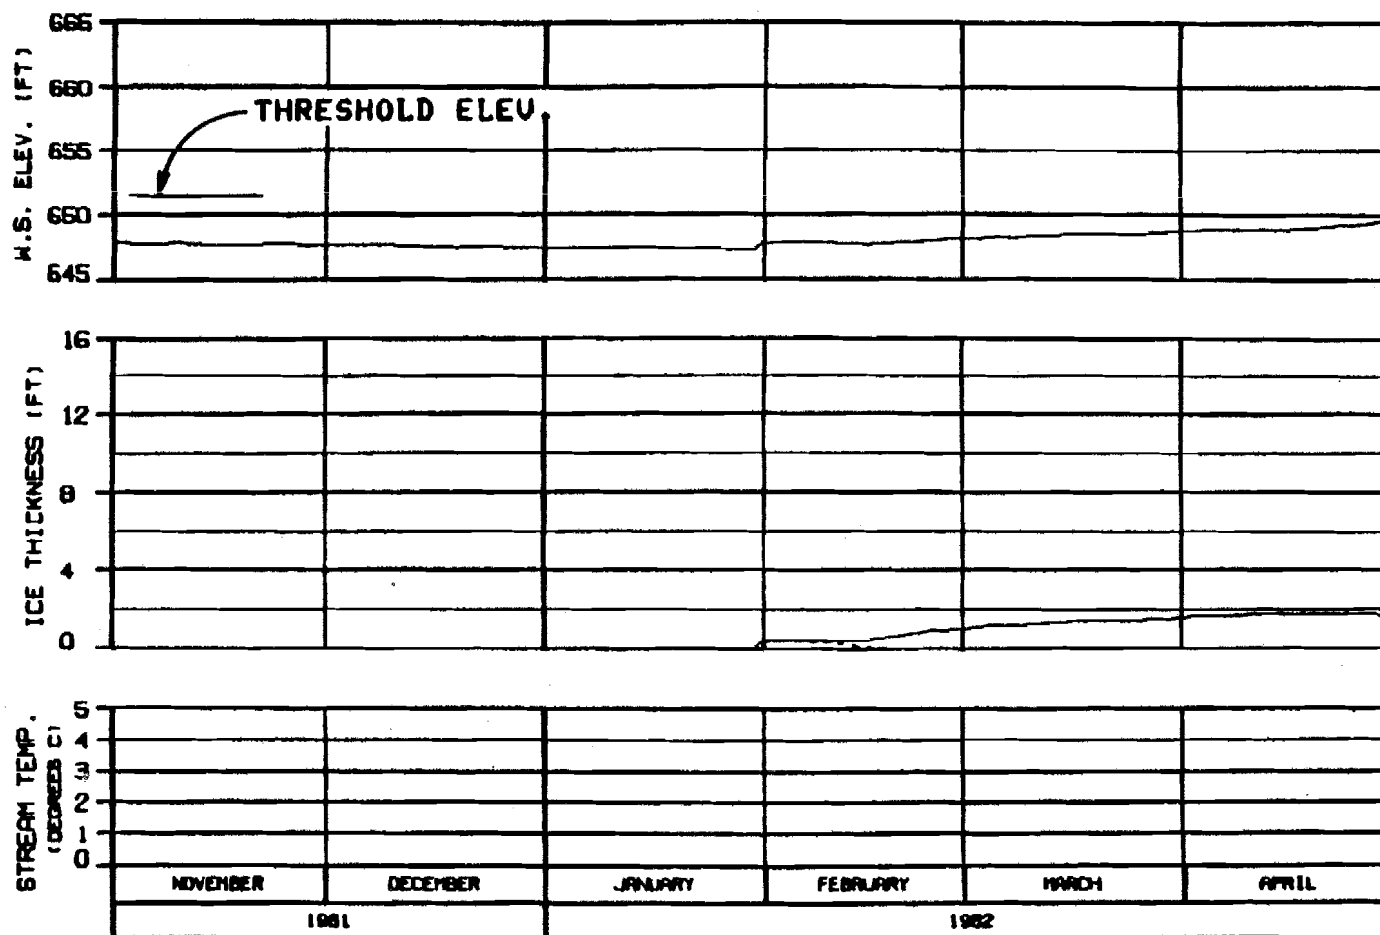 W.S. ELEV. (FT)
665
660
655
650
645
THRESHOLD ELEV.
ICE THICKNESS (FT)
16
12
8
4
0
STREAM TEMP.
(DEGREES C)
5
4
3
2
1
0
NOVEMBER DECEMBER JANUARY FEBRUARY MARCH APRIL
1981 1982